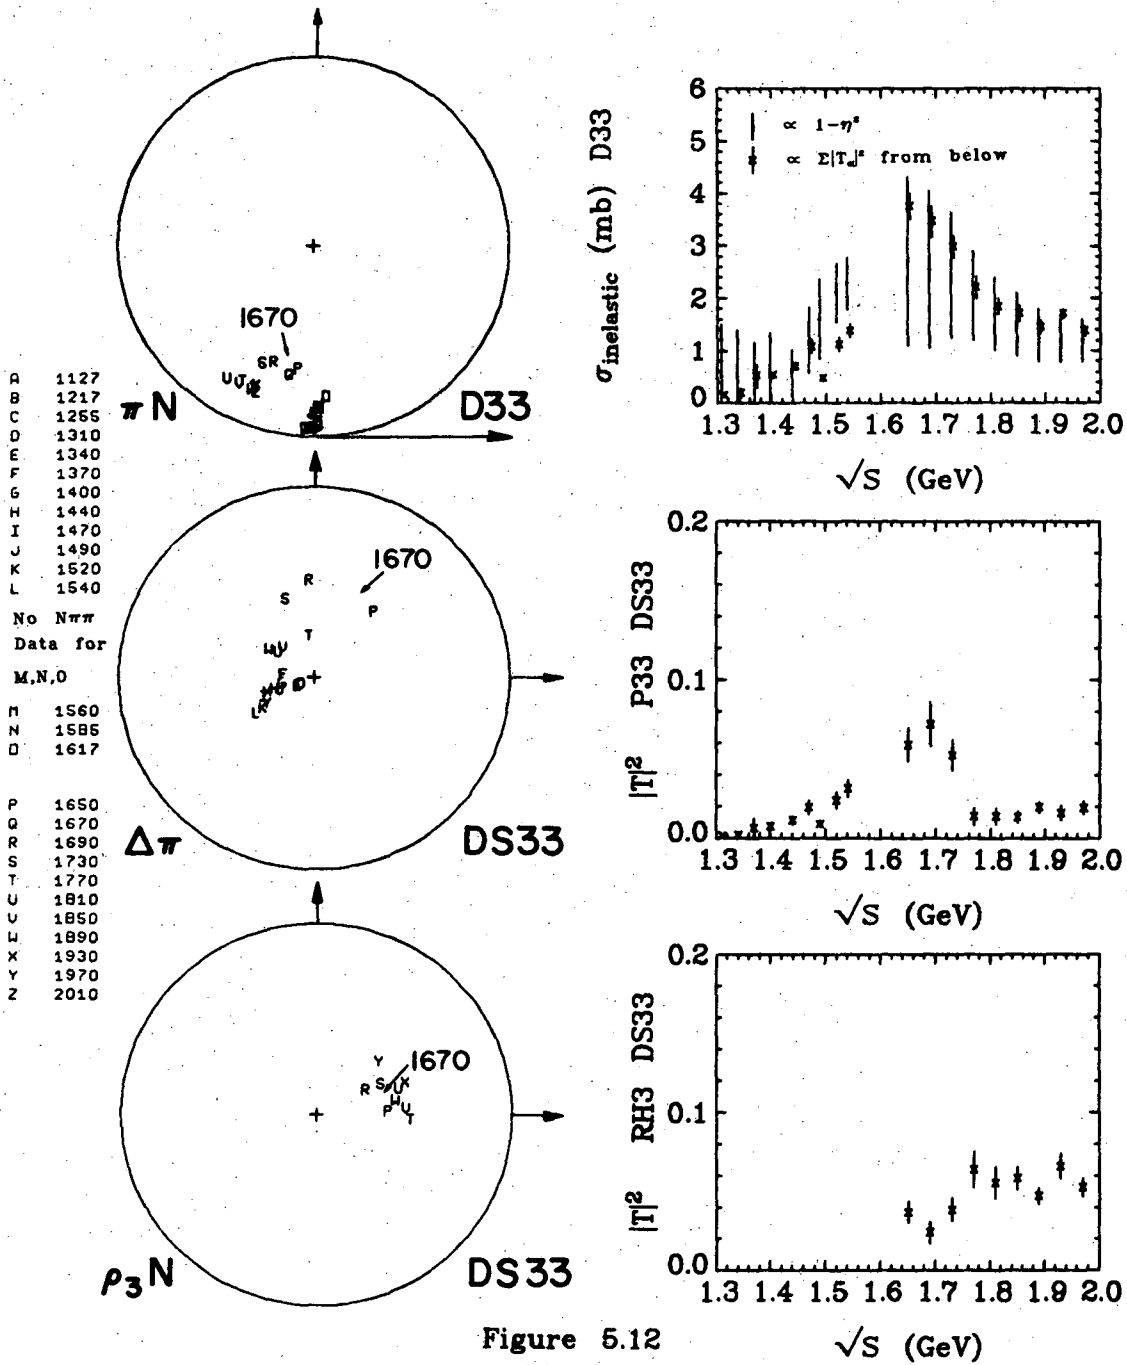 A 1127
B 1217
C 1255
D 1310
E 1340
F 1370
G 1400
H 1440
I 1470
J 1490
K 1520
L 1540
No Nππ
Data for
M,N,O
M 1560
N 1585
O 1617
P 1650
Q 1670
R 1690
S 1730
T 1770
U 1810
V 1850
W 1890
X 1930
Y 1970
Z 2010
1670
S R
Q P
U J
L
D
πN
D33
1670
R
S
P
T
W U V
F
L
Δπ
DS33
1670
Y
R S U X
P W V
T
ρ3N
DS33
σinelastic (mb) D33
6
5
4
3
2
1
0
∝ 1-η²
∝ Σ|Tα|² from below
1.3 1.4 1.5 1.6 1.7 1.8 1.9 2.0
√S (GeV)
|T|² P33 DS33
0.2
0.1
0.0
1.3 1.4 1.5 1.6 1.7 1.8 1.9 2.0
√S (GeV)
|T|² RH3 DS33
0.2
0.1
0.0
1.3 1.4 1.5 1.6 1.7 1.8 1.9 2.0
√S (GeV)
Figure 5.12